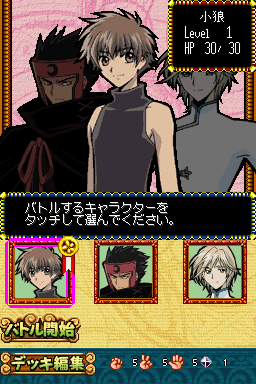 小狼
Level 1
HP 30/ 30
バトルするキャラクターを
タッチして選んでください。
バトル開始
デッキ編集
5 5 5 1